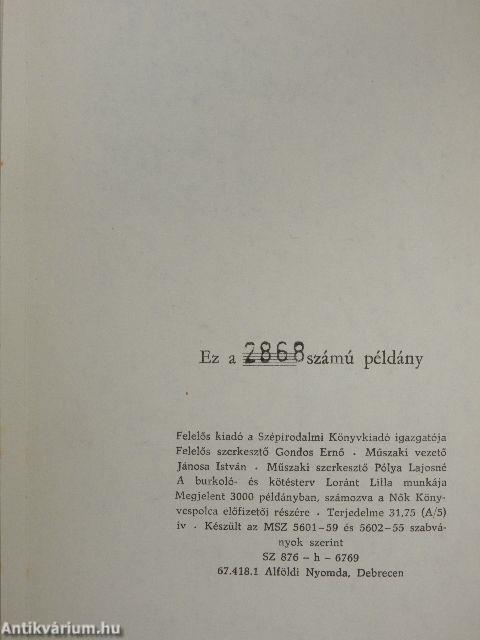 Ez a 2868 számú példány
Felelős kiadó a Szépirodalmi Könyvkiadó igazgatója
Felelős szerkesztő Gondos Ernő · Műszaki vezető
Jánosa István · Műszaki szerkesztő Pólya Lajosné
A burkoló- és kötésterv Loránt Lilla munkája
Megjelent 3000 példányban, számozva a Nők Köny-
vespolca előfizetői részére · Terjedelme 31,75 (A/5)
ív · Készült az MSZ 5601–59 és 5602–55 szabvá-
nyok szerint
SZ 876 – h – 6769
67.418.1 Alföldi Nyomda, Debrecen
Antikvárium.hu